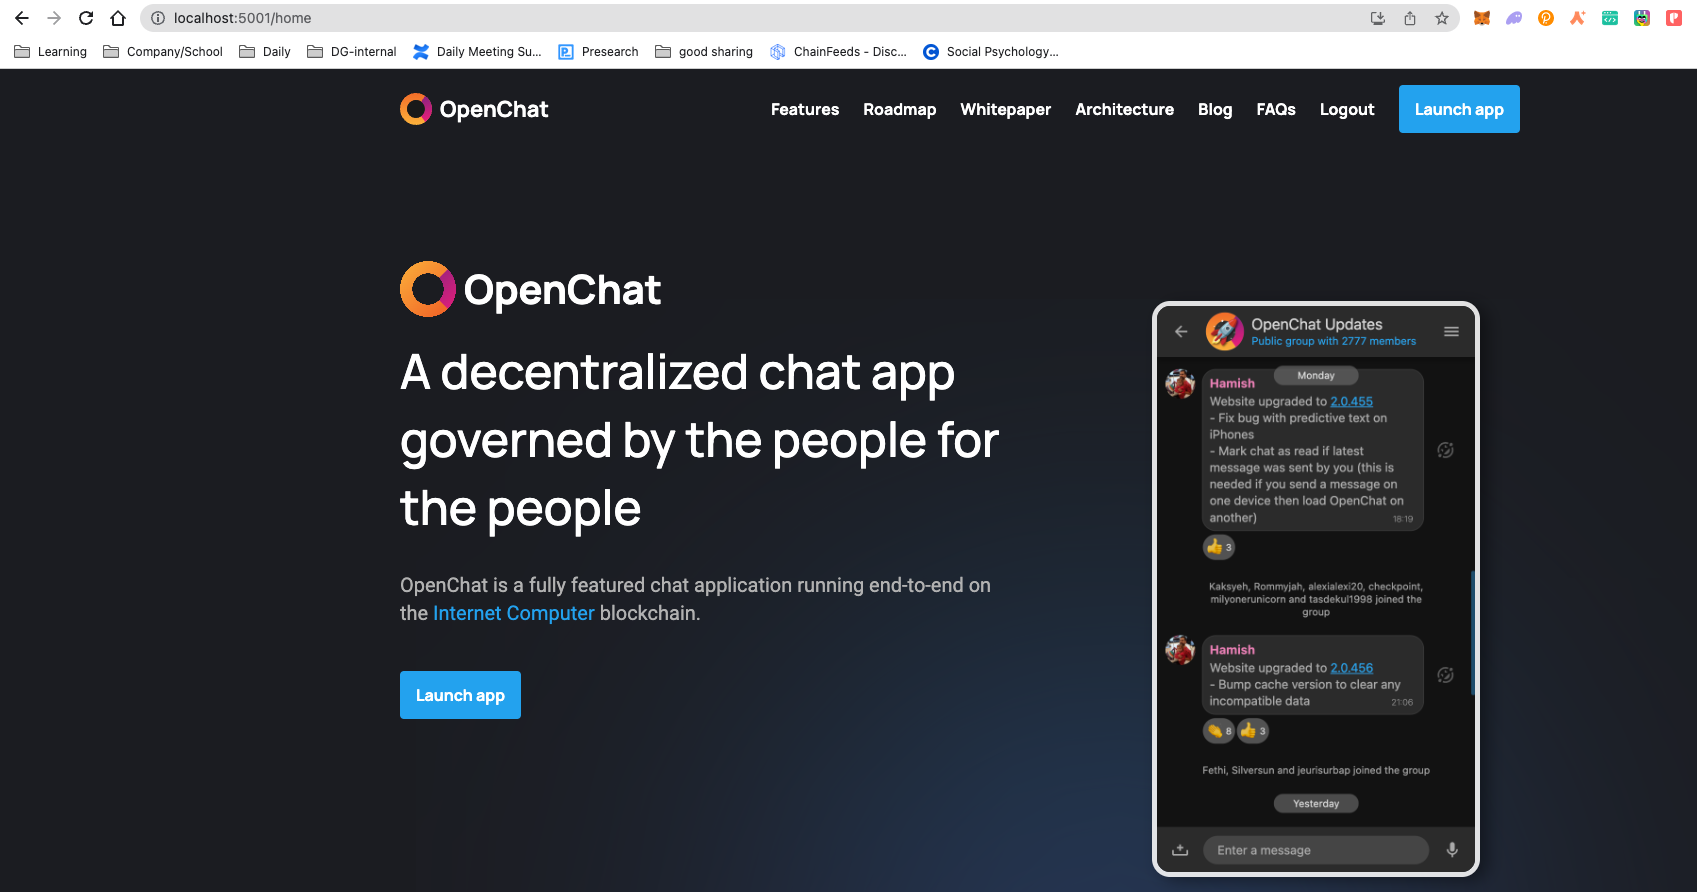 localhost:5001/home
Learning Company/School Daily DG-internal Daily Meeting Su... Presearch good sharing ChainFeeds - Disc... Social Psychology...
OpenChat
Features Roadmap Whitepaper Architecture Blog FAQs Logout Launch app
OpenChat
A decentralized chat app
governed by the people for
the people
OpenChat is a fully featured chat application running end-to-end on
the Internet Computer blockchain.
Launch app
OpenChat Updates
Public group with 2777 members
Monday
Hamish
Website upgraded to 2.0.455
- Fix bug with predictive text on
iPhones
- Mark chat as read if latest
message was sent by you (this is
needed if you send a message on
one device then load OpenChat on
another)
18:19
3
Kaksyeh, Rommyjah, alexialexi20, checkpoint,
milyonerunicorn and tasdekul1998 joined the
group
Hamish
Website upgraded to 2.0.456
- Bump cache version to clear any
incompatible data
21:06
8 3
Fethi, Silversun and jeurisurbap joined the group
Yesterday
Enter a message